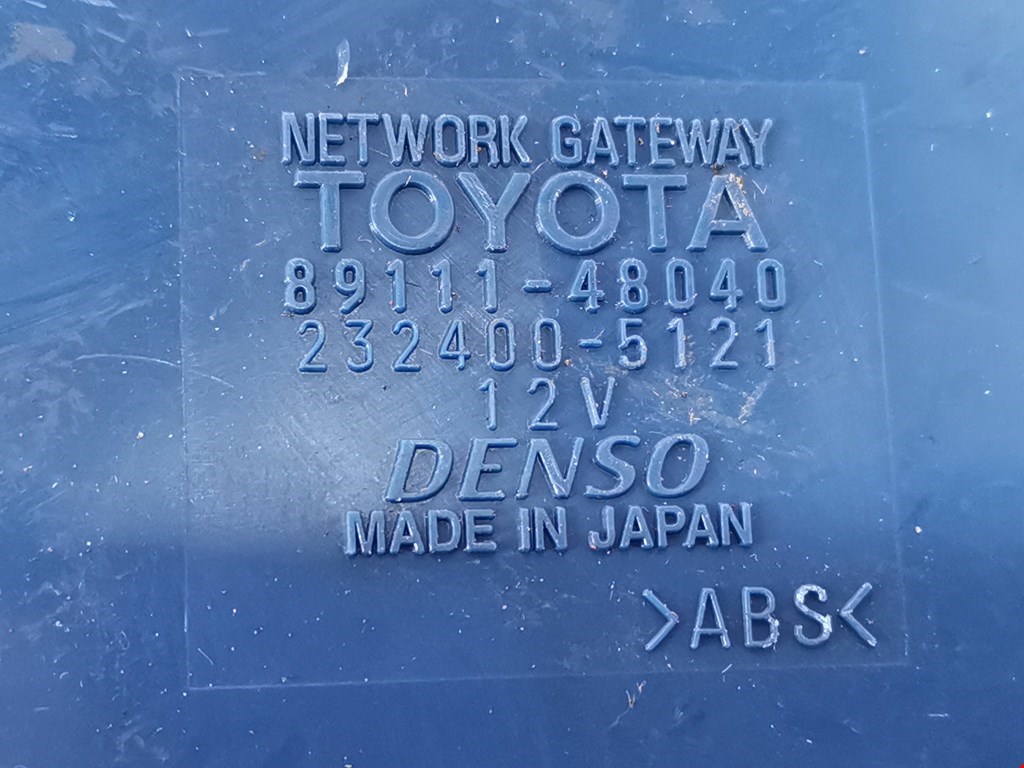 NETWORK GATEWAY
TOYOTA
89111-48040
232400-5121
12V
DENSO
MADE IN JAPAN
>ABS<